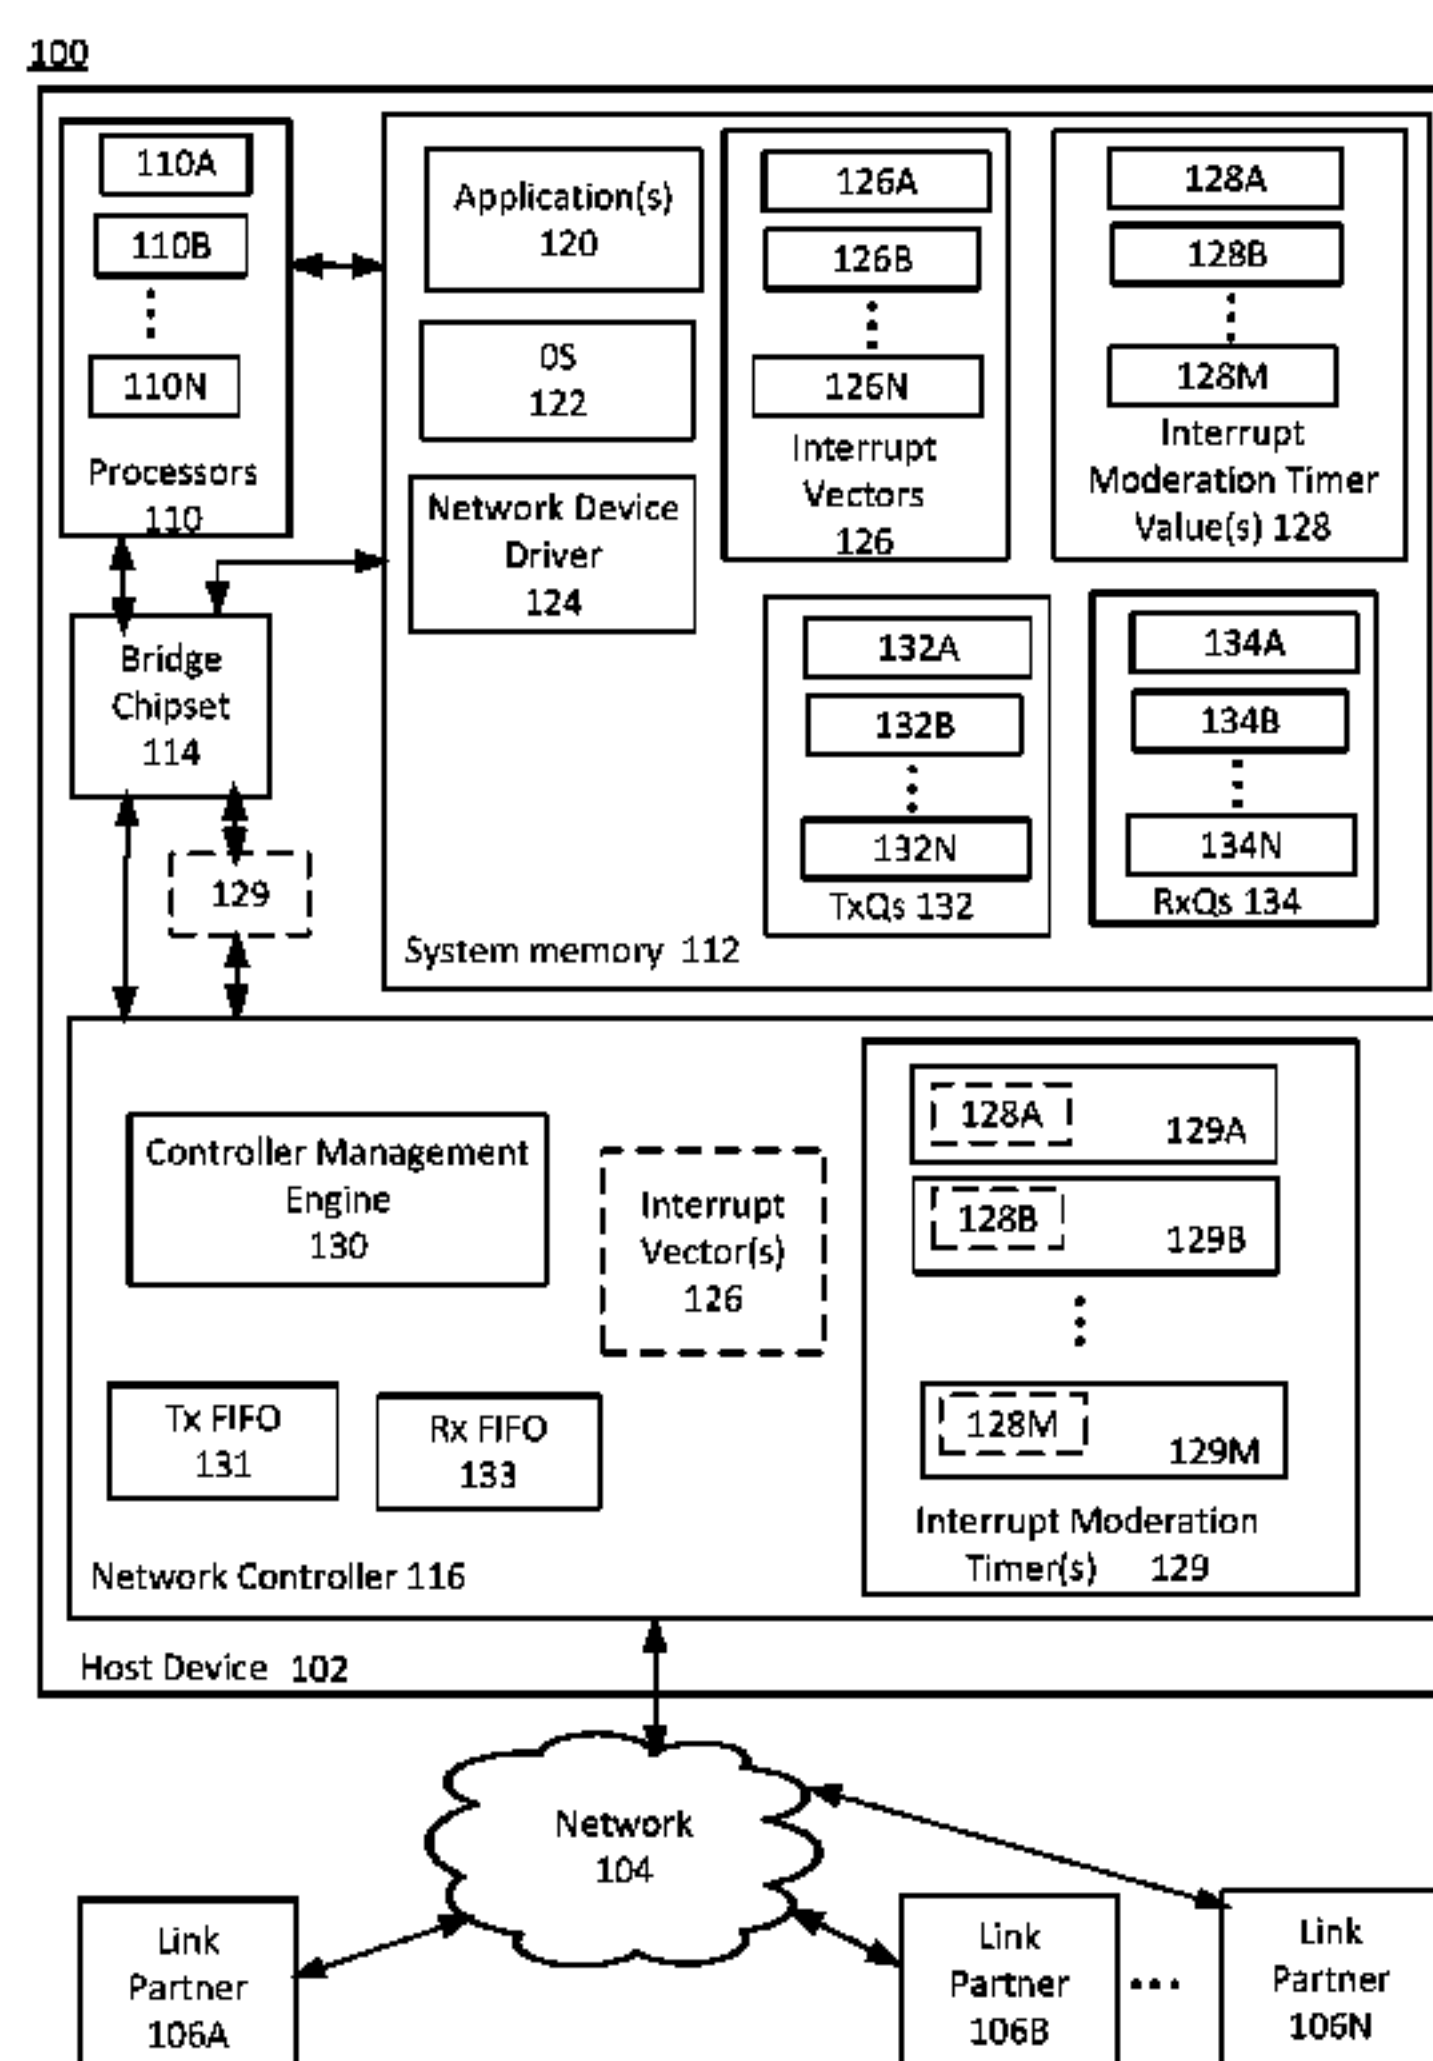 100
110A
110B
110N
Processors
110
Application(s)
120
OS
122
Network Device
Driver
124
126A
126B
126N
Interrupt
Vectors
126
128A
128B
128M
Interrupt
Moderation Timer
Value(s) 128
132A
132B
132N
TxQs 132
134A
134B
134N
RxQs 134
System memory 112
Bridge
Chipset
114
129
Controller Management
Engine
130
Interrupt
Vector(s)
126
128A
129A
128B
129B
128M
129M
Interrupt Moderation
Timer(s) 129
Tx FIFO
131
Rx FIFO
133
Network Controller 116
Host Device 102
Network
104
Link
Partner
106A
Link
Partner
106B
Link
Partner
106N